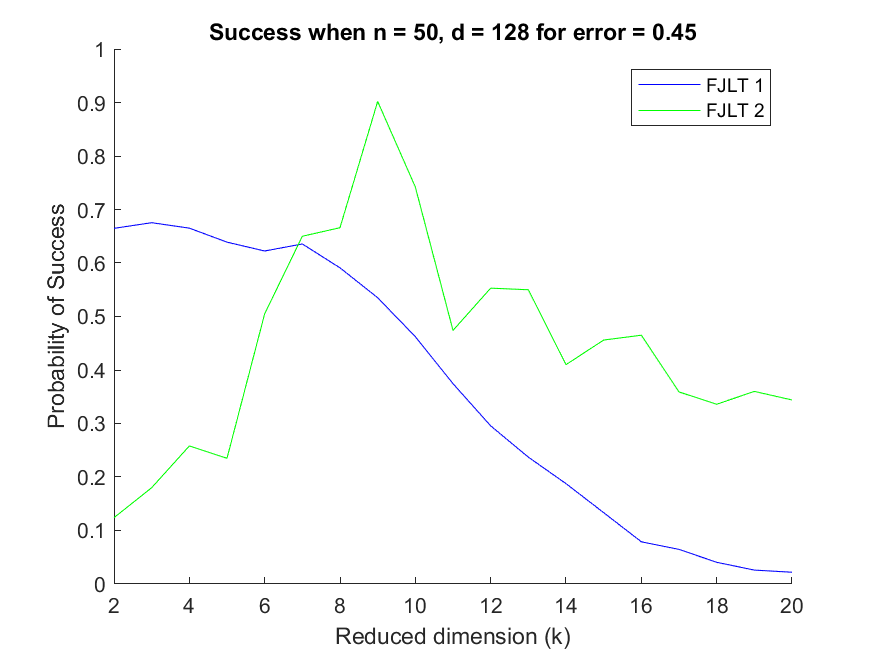 Success when n = 50, d = 128 for error = 0.45
FJLT 1
FJLT 2
1
0.9
0.8
0.7
0.6
0.5
0.4
0.3
0.2
0.1
0
Probability of Success
2 4 6 8 10 12 14 16 18 20
Reduced dimension (k)